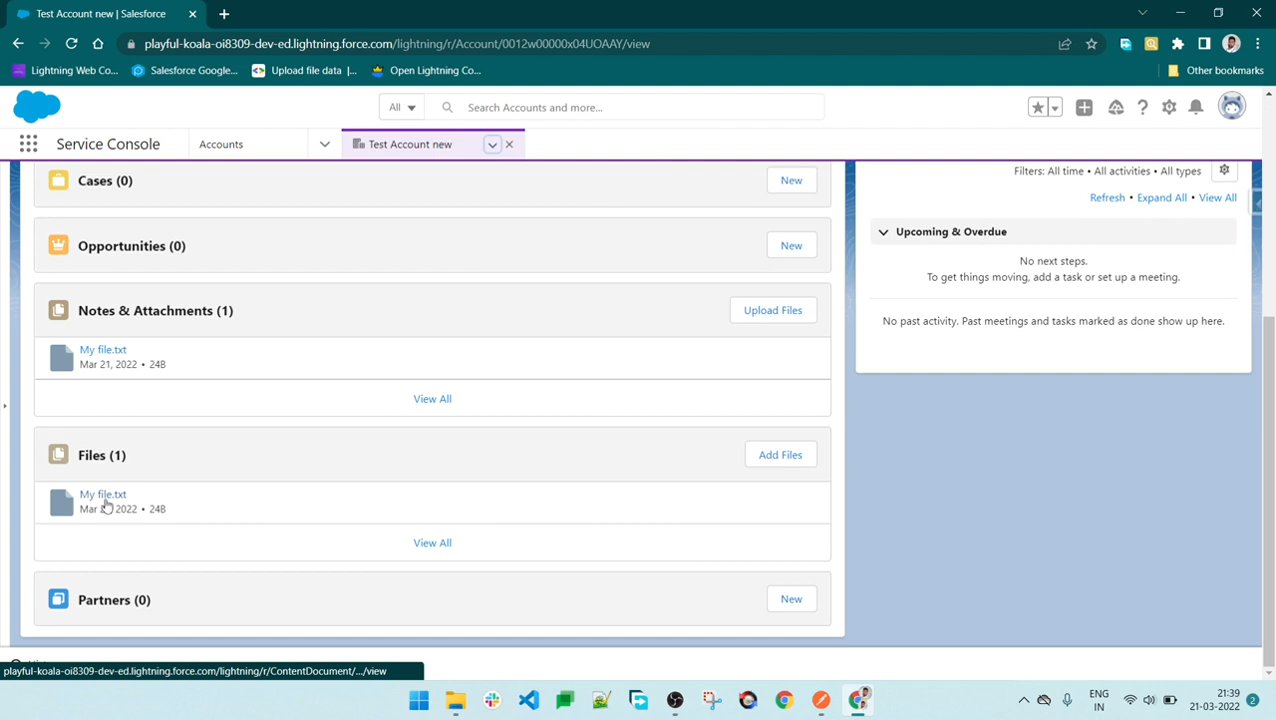 Test Account new | Salesforce
playful-koala-oi8309-dev-ed.lightning.force.com/lightning/r/Account/0012w00000x04UOAAY/view
Lightning Web Co...
Salesforce Google...
Upload file data |...
Open Lightning Co...
Other bookmarks
All
Search Accounts and more...
Service Console
Accounts
Test Account new
Cases (0)
New
Opportunities (0)
New
Notes & Attachments (1)
Upload Files
My file.txt
Mar 21, 2022 • 24B
View All
Files (1)
Add Files
My file.txt
Mar 2022 • 24B
View All
Partners (0)
New
Filters: All time • All activities • All types
Refresh • Expand All • View All
Upcoming & Overdue
No next steps.
To get things moving, add a task or set up a meeting.
No past activity. Past meetings and tasks marked as done show up here.
playful-koala-oi8309-dev-ed.lightning.force.com/lightning/r/ContentDocument/.../view
ENG
IN
21:39
21-03-2022
2